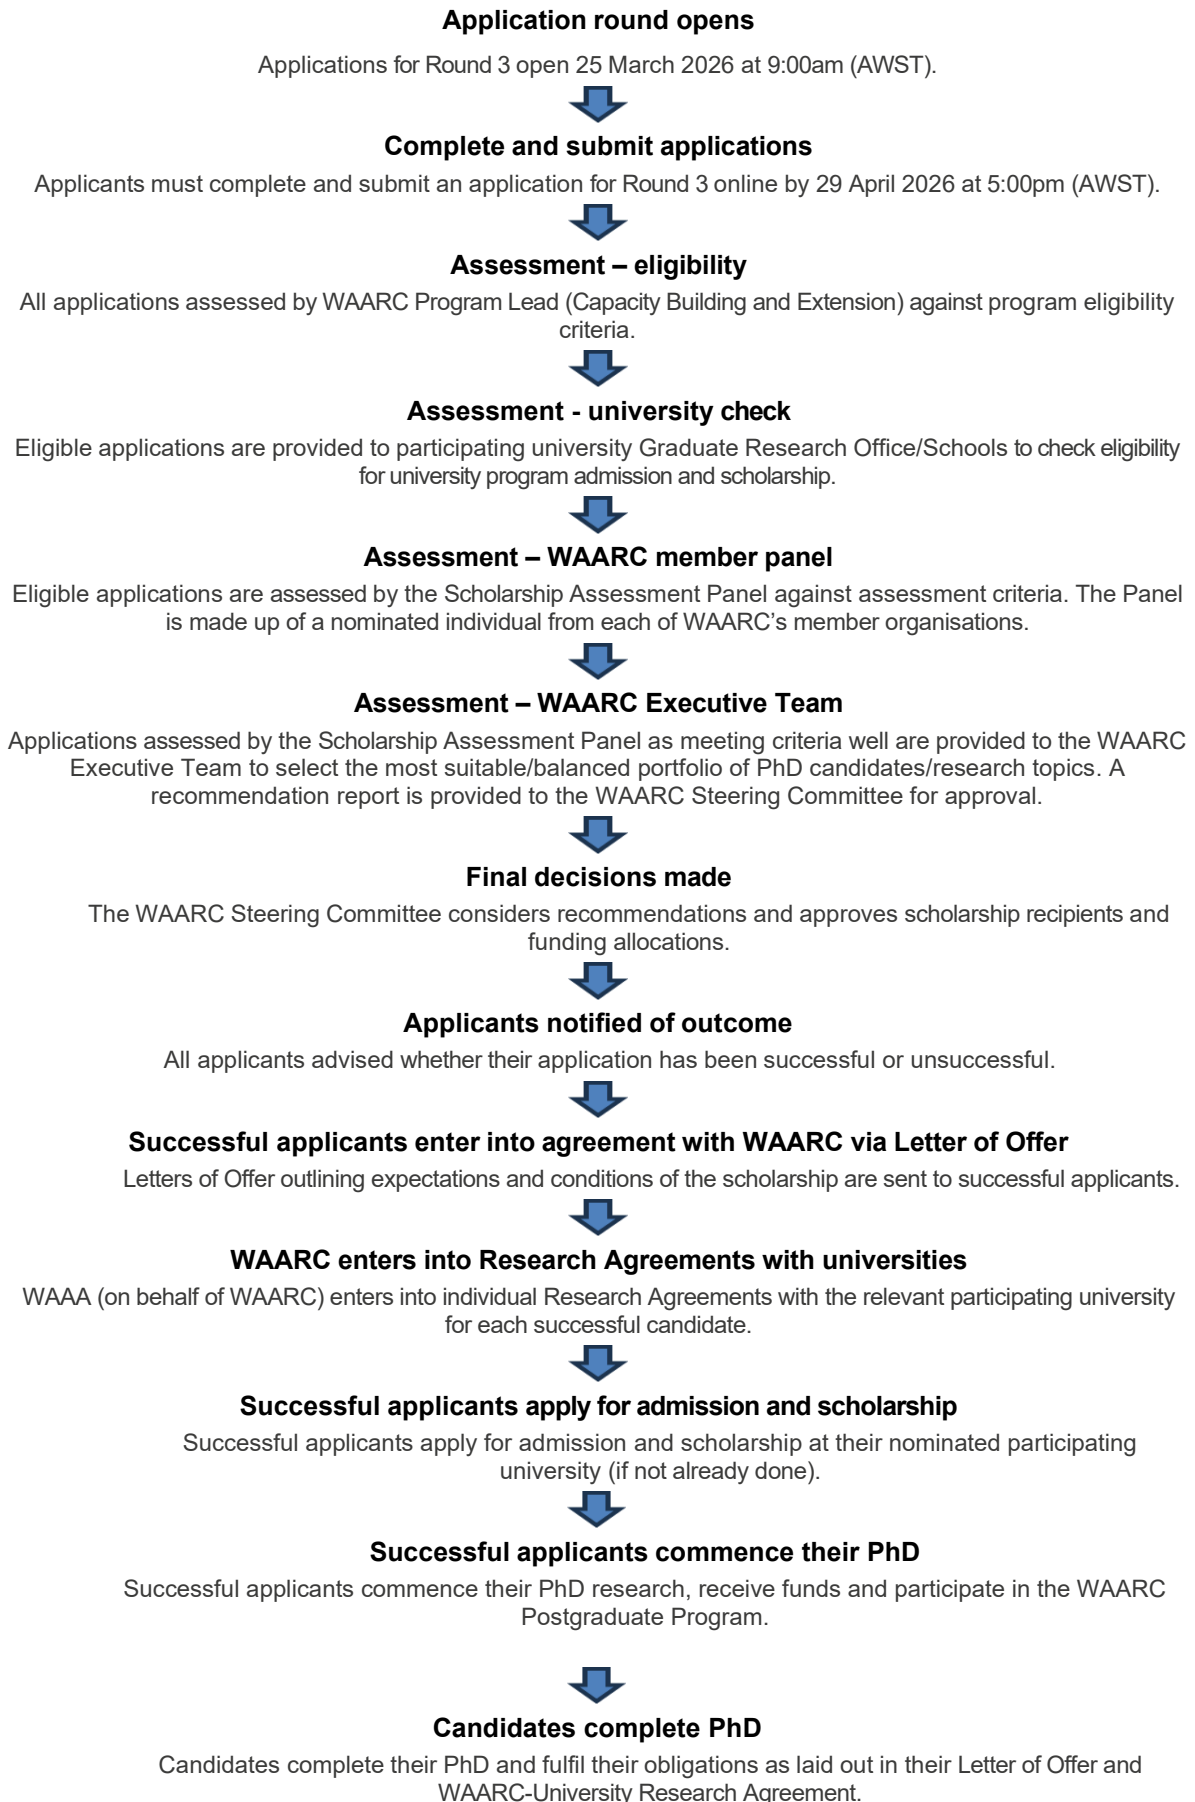 Application round opens
Applications for Round 3 open 25 March 2026 at 9:00am (AWST).
Complete and submit applications
Applicants must complete and submit an application for Round 3 online by 29 April 2026 at 5:00pm (AWST).
Assessment – eligibility
All applications assessed by WAARC Program Lead (Capacity Building and Extension) against program eligibility
criteria.
Assessment - university check
Eligible applications are provided to participating university Graduate Research Office/Schools to check eligibility
for university program admission and scholarship.
Assessment – WAARC member panel
Eligible applications are assessed by the Scholarship Assessment Panel against assessment criteria. The Panel
is made up of a nominated individual from each of WAARC’s member organisations.
Assessment – WAARC Executive Team
Applications assessed by the Scholarship Assessment Panel as meeting criteria well are provided to the WAARC
Executive Team to select the most suitable/balanced portfolio of PhD candidates/research topics. A
recommendation report is provided to the WAARC Steering Committee for approval.
Final decisions made
The WAARC Steering Committee considers recommendations and approves scholarship recipients and
funding allocations.
Applicants notified of outcome
All applicants advised whether their application has been successful or unsuccessful.
Successful applicants enter into agreement with WAARC via Letter of Offer
Letters of Offer outlining expectations and conditions of the scholarship are sent to successful applicants.
WAARC enters into Research Agreements with universities
WAAA (on behalf of WAARC) enters into individual Research Agreements with the relevant participating university
for each successful candidate.
Successful applicants apply for admission and scholarship
Successful applicants apply for admission and scholarship at their nominated participating
university (if not already done).
Successful applicants commence their PhD
Successful applicants commence their PhD research, receive funds and participate in the WAARC
Postgraduate Program.
Candidates complete PhD
Candidates complete their PhD and fulfil their obligations as laid out in their Letter of Offer and
WAARC-University Research Agreement.